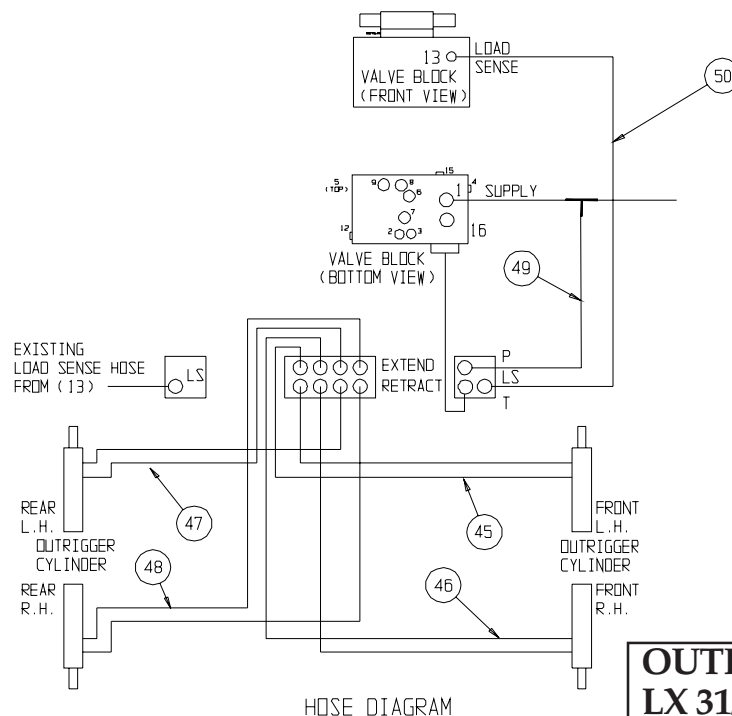 13
LOAD
SENSE
VALVE BLOCK
(FRONT VIEW)
50
15
5
(TOP)
9
8
4
6
1
SUPPLY
7
12
2
3
16
VALVE BLOCK
(BOTTOM VIEW)
49
EXISTING
LOAD SENSE HOSE
FROM (13)
LS
EXTEND
RETRACT
P
LS
T
47
45
REAR
L.H.
OUTRIGGER
CYLINDER
FRONT
L.H.
OUTRIGGER
CYLINDER
48
46
REAR
R.H.
FRONT
R.H.
HOSE DIAGRAM
LX 31